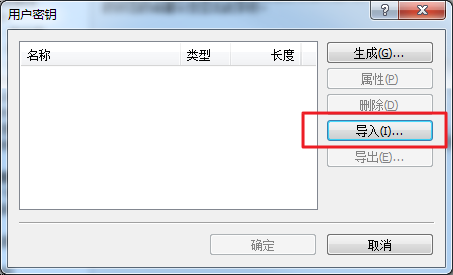 用户密钥
名称 类型 长度
生成(G)...
属性(P)
删除(D)
导入(I)...
导出(E)...
确定 取消